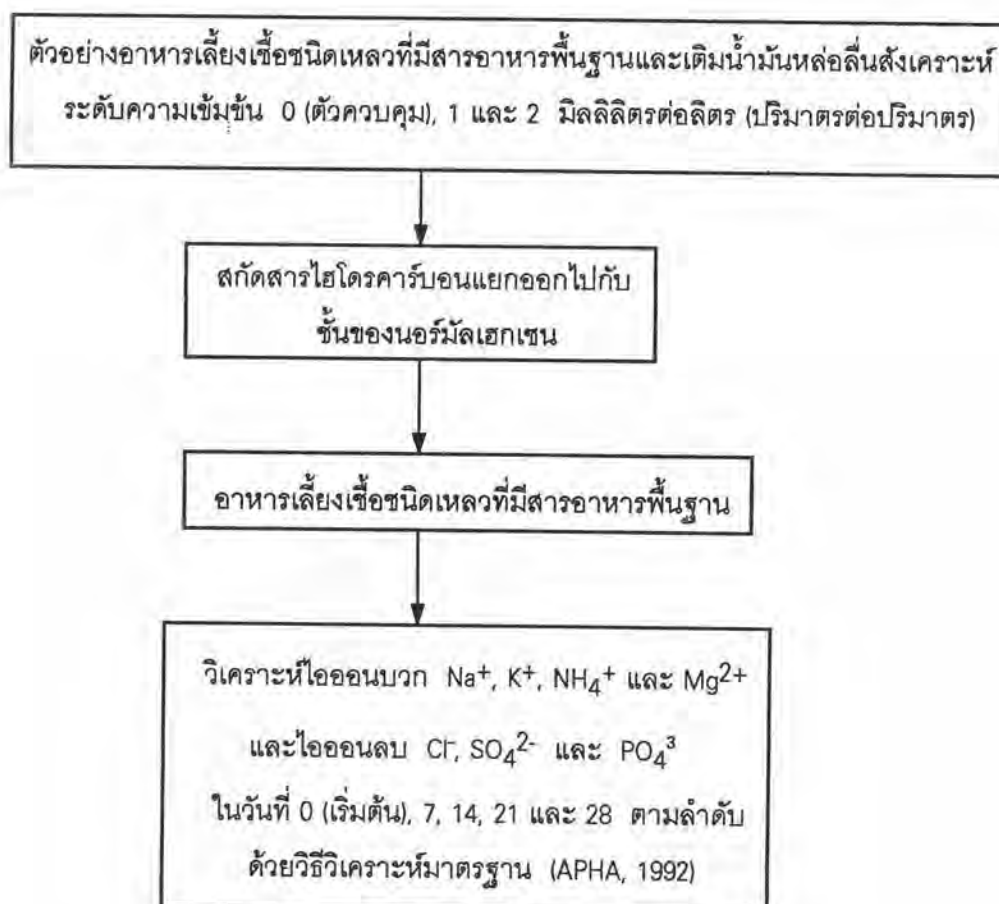 ตัวอย่างอาหารเลี้ยงเชื้อชนิดเหลวที่มีสารอาหารพื้นฐานและเติมน้ำมันหล่อลื่นสังเคราะห์
ระดับความเข้มข้น 0 (ตัวควบคุม), 1 และ 2 มิลลิลิตรต่อลิตร (ปริมาตรต่อปริมาตร)
สกัดสารไฮโดรคาร์บอนแยกออกไปกับ
ชั้นของนอร์มัลเฮกเซน
อาหารเลี้ยงเชื้อชนิดเหลวที่มีสารอาหารพื้นฐาน
วิเคราะห์ไอออนบวก Na⁺, K⁺, NH₄⁺ และ Mg²⁺
และไอออนลบ Cl⁻, SO₄²⁻ และ PO₄³
ในวันที่ 0 (เริ่มต้น), 7, 14, 21 และ 28 ตามลำดับ
ด้วยวิธีวิเคราะห์มาตรฐาน (APHA, 1992)